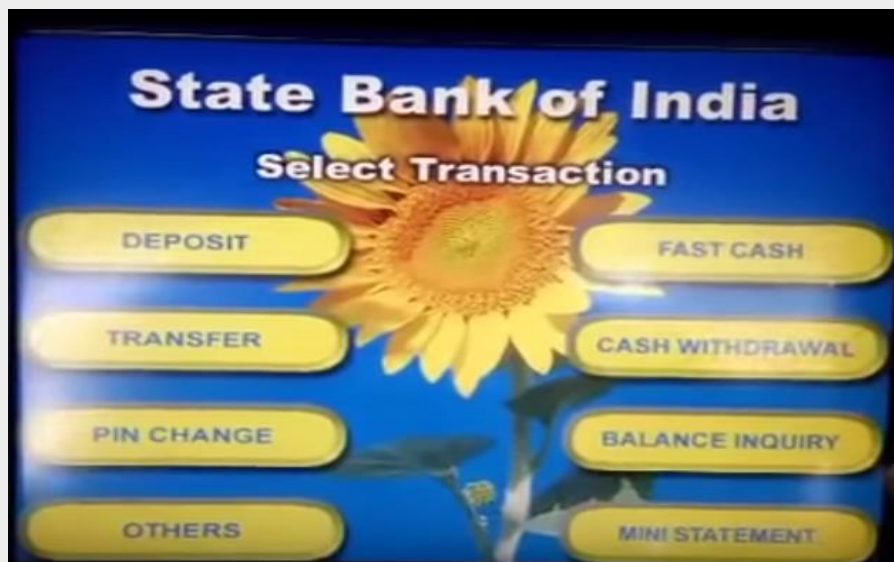 State Bank of India
Select Transaction
DEPOSIT
FAST CASH
TRANSFER
CASH WITHDRAWAL
PIN CHANGE
BALANCE INQUIRY
OTHERS
MINI STATEMENT